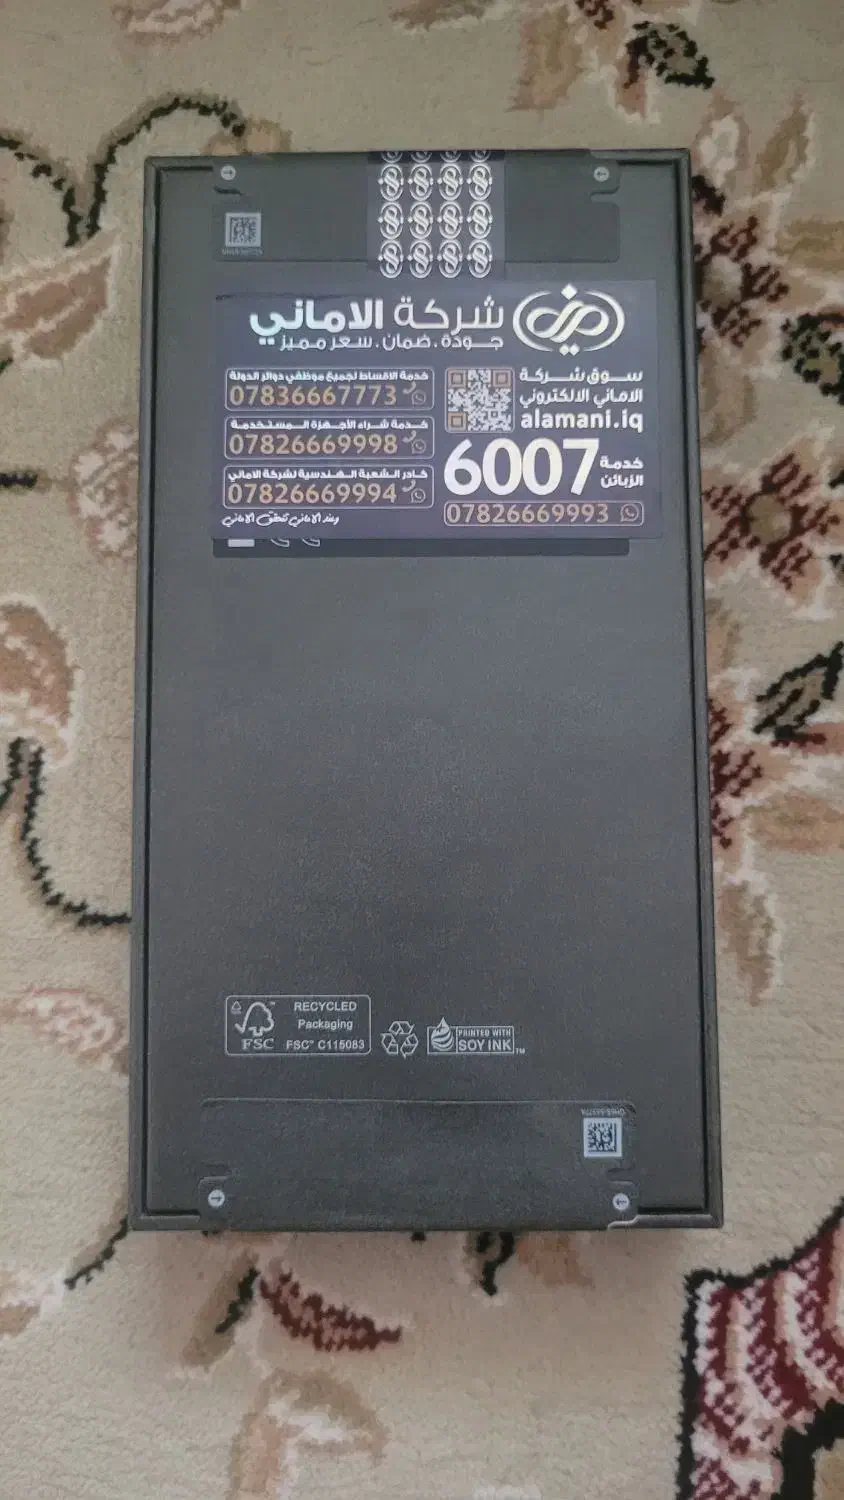 شركة الاماني
جودة . ضمان . سعر مميز
سوق شركة
الاماني الالكتروني
alamani.iq
خدمة الزبائن
6007
07826669993
خدمة الاقساط لجميع موظفي دوائر الدولة
07836667773
خدمة شراء الأجهزة المستخدمة
07826669998
كادر الشعبة الهندسية لشركة الاماني
07826669994
RECYCLED
Packaging
FSC™ C115083
FSC
PRINTED WITH
SOY INK™